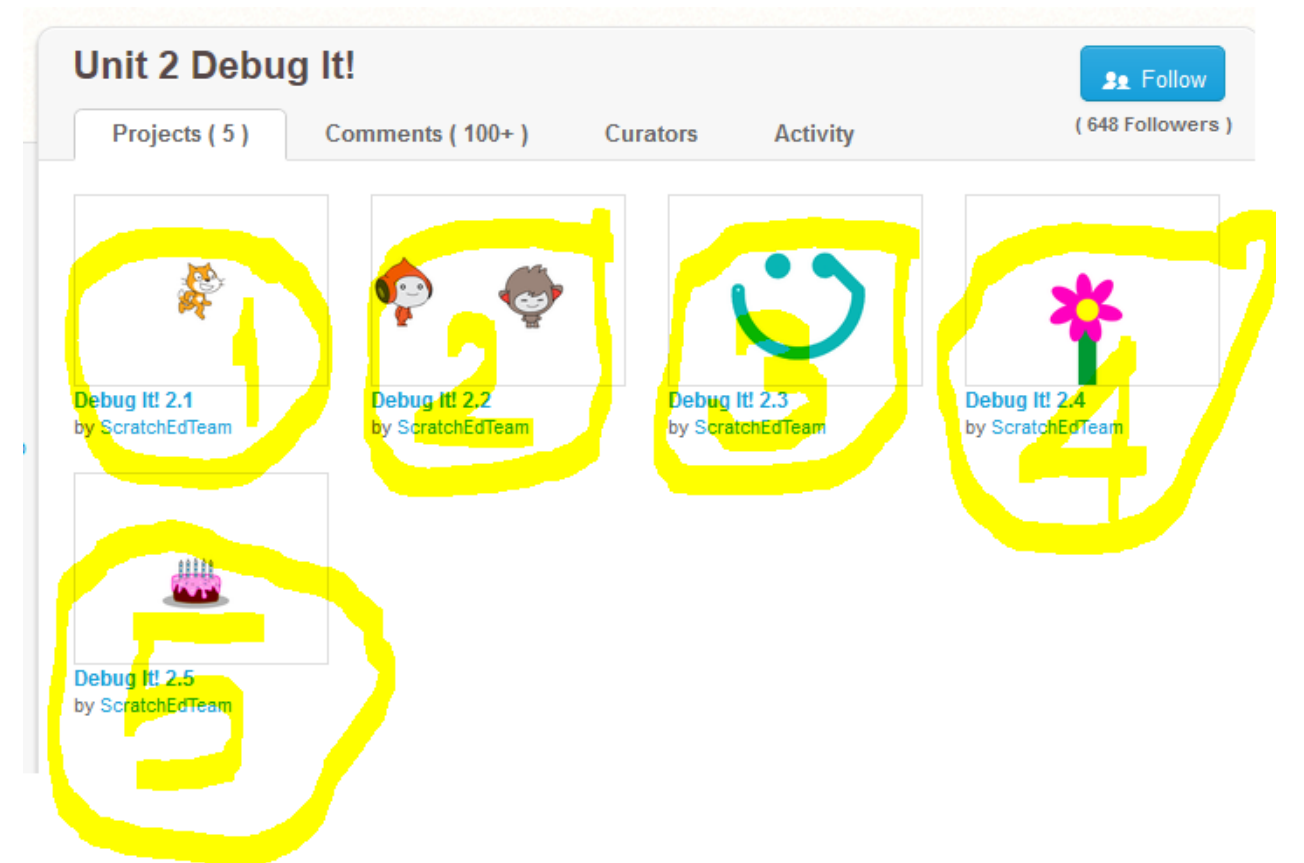 Unit 2 Debug It!
Follow
Projects ( 5 )
Comments ( 100+ )
Curators
Activity
( 648 Followers )
1
2
3
4
Debug It! 2.1
by ScratchEdTeam
Debug It! 2.2
by ScratchEdTeam
Debug It! 2.3
by ScratchEdTeam
Debug It! 2.4
by ScratchEdTeam
5
Debug It! 2.5
by ScratchEdTeam